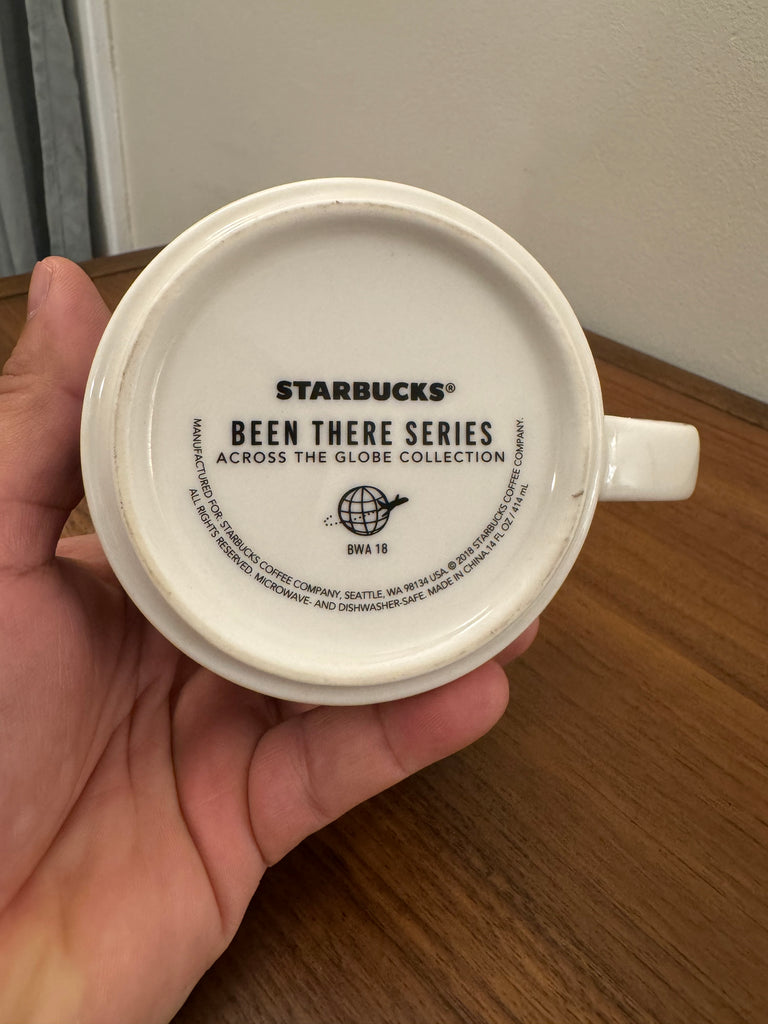 STARBUCKS®
BEEN THERE SERIES
ACROSS THE GLOBE COLLECTION
BWA 18
MANUFACTURED FOR: STARBUCKS COFFEE COMPANY, SEATTLE, WA 98134 USA. © 2018 STARBUCKS COFFEE COMPANY.
ALL RIGHTS RESERVED. MICROWAVE- AND DISHWASHER-SAFE. MADE IN CHINA.14 FL OZ / 414 mL